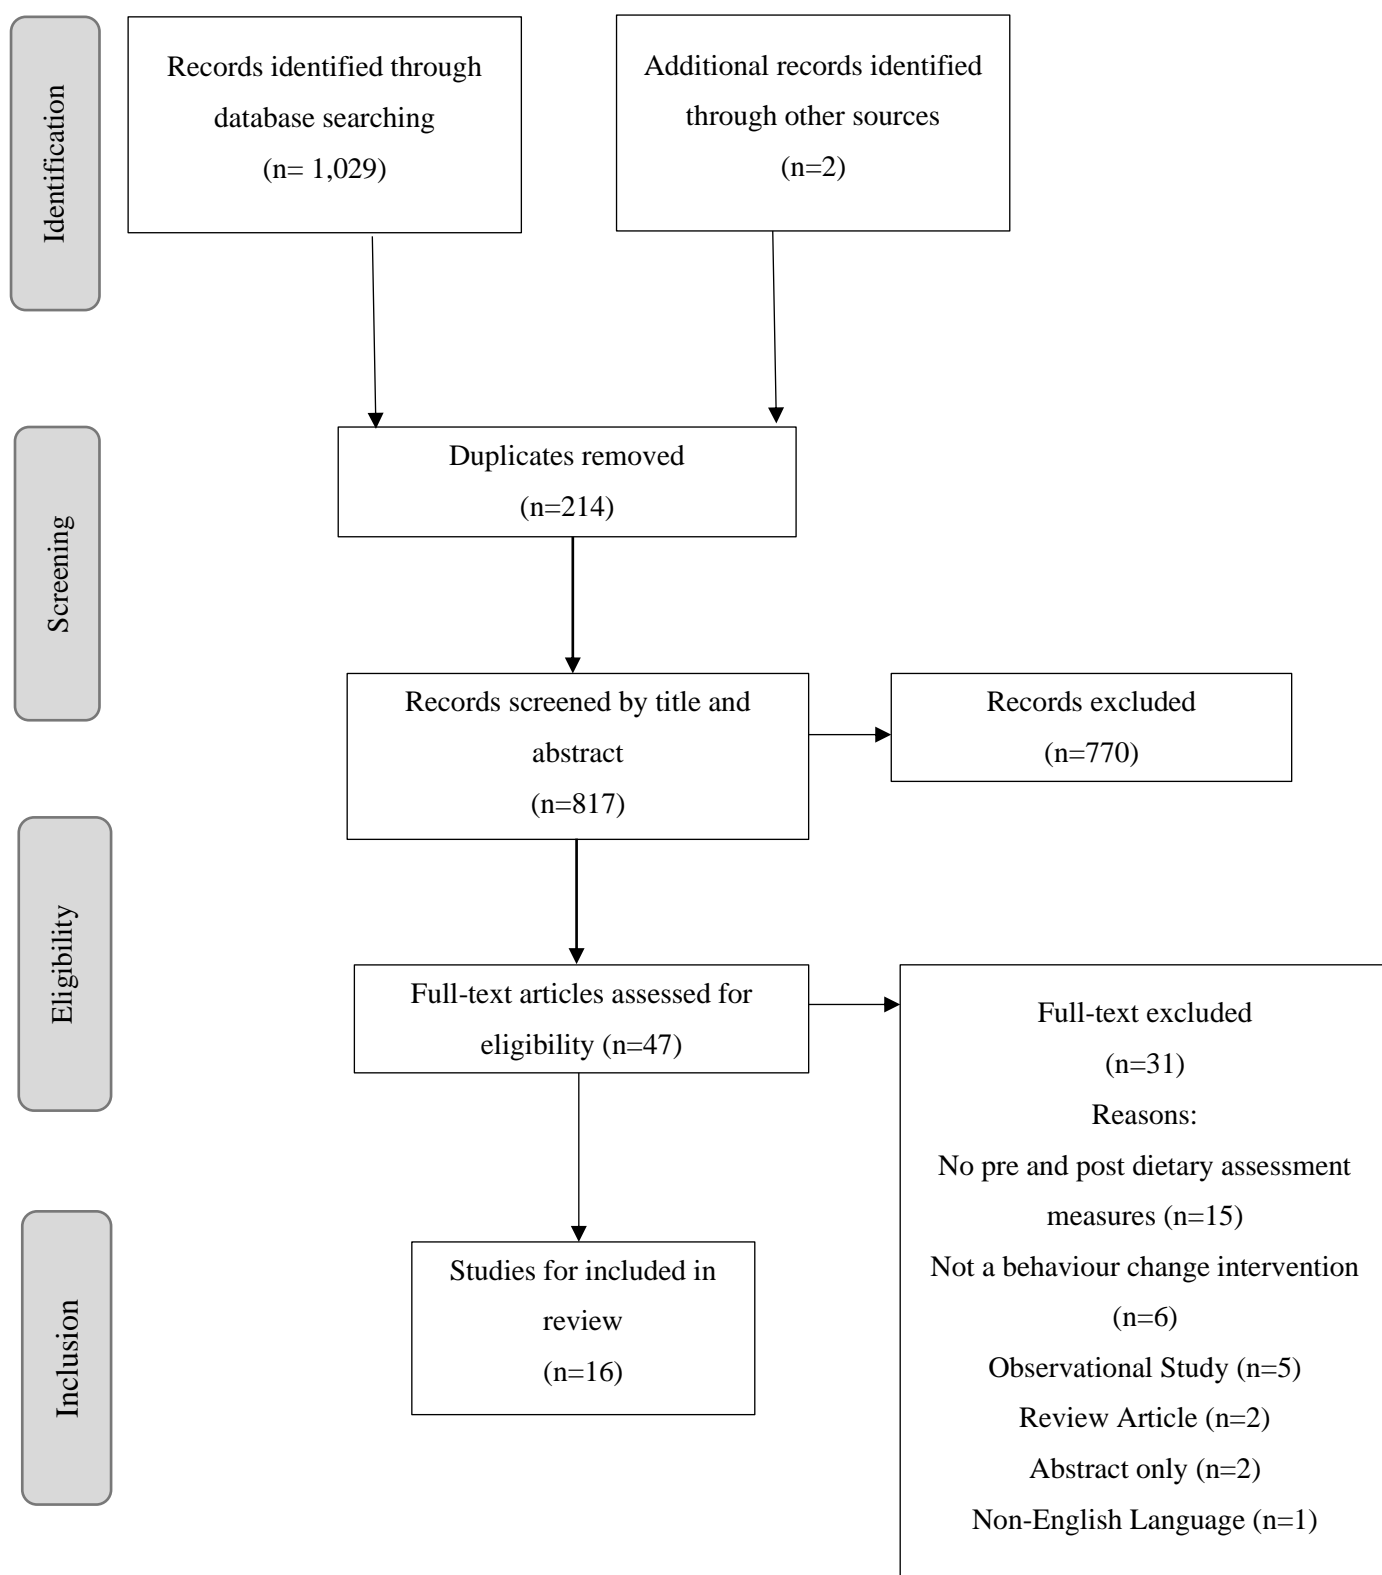 Identification
Records identified through
database searching
(n= 1,029)
Additional records identified
through other sources
(n=2)
Screening
Duplicates removed
(n=214)
Records screened by title and
abstract
(n=817)
Records excluded
(n=770)
Eligibility
Full-text articles assessed for
eligibility (n=47)
Full-text excluded
(n=31)
Reasons:
No pre and post dietary assessment
measures (n=15)
Not a behaviour change intervention
(n=6)
Observational Study (n=5)
Review Article (n=2)
Abstract only (n=2)
Non-English Language (n=1)
Inclusion
Studies for included in
review
(n=16)